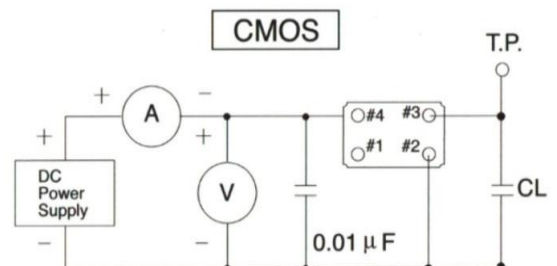 CMOS
T.P.
+ A −
#4 #3
+ +
#1 #2
DC
Power
Supply
V
CL
− −
0.01 μF